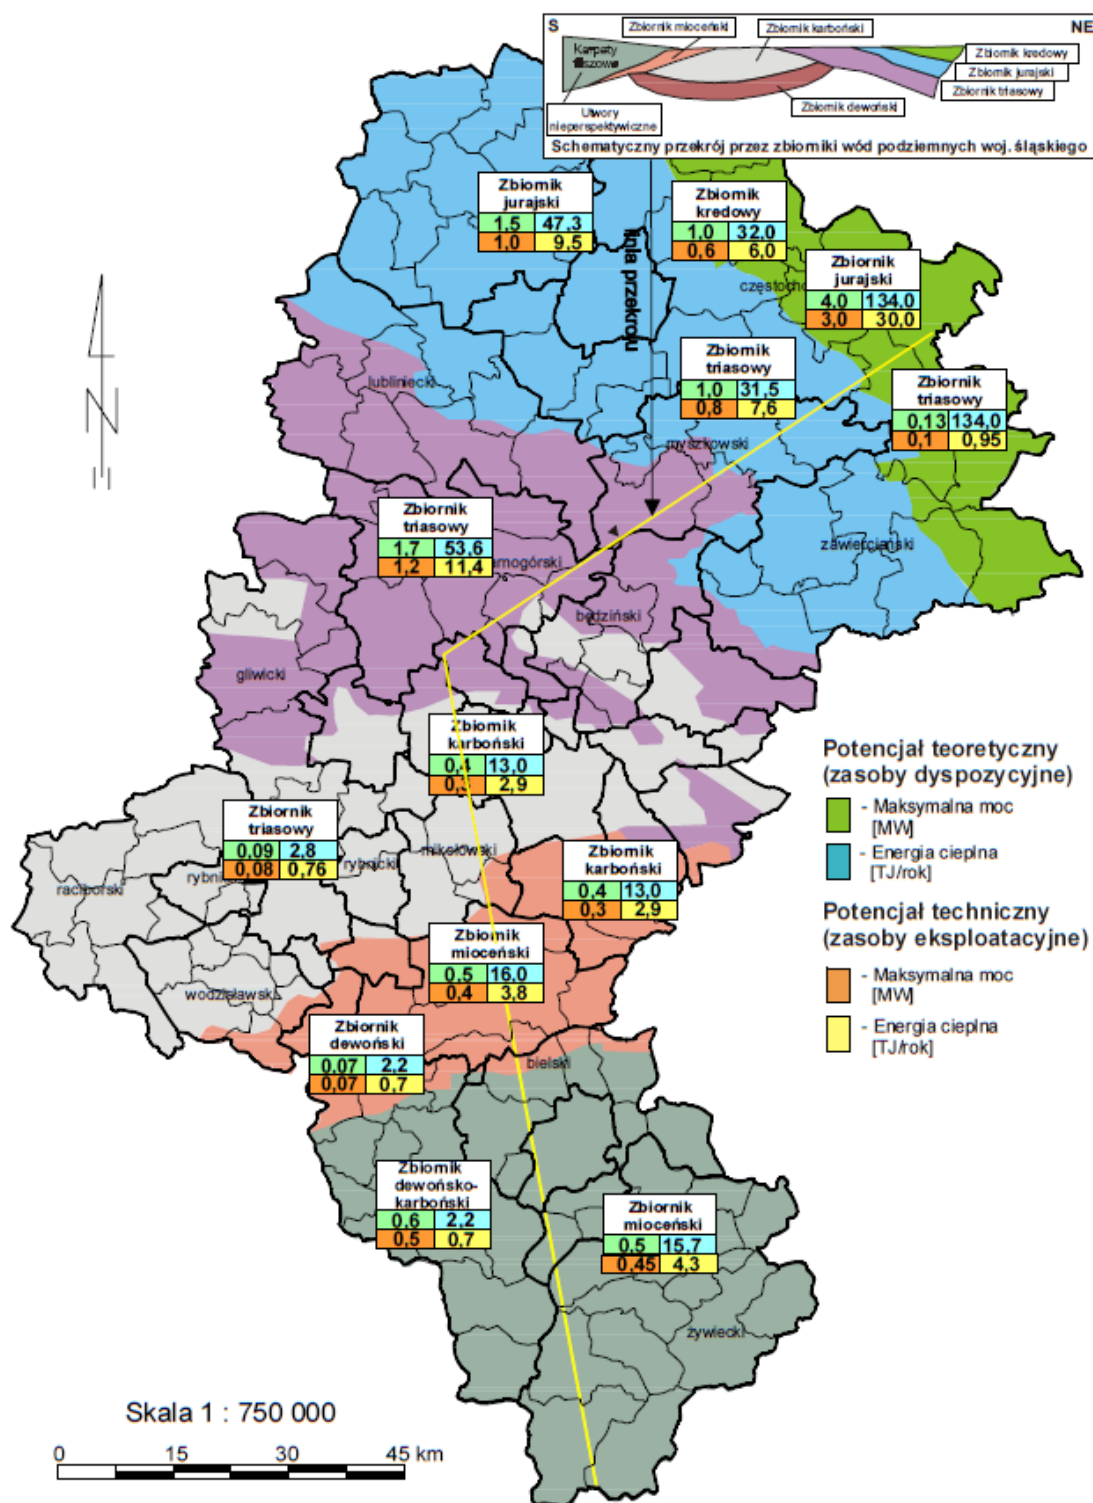 S
NE
Zbiornik mioceński
Zbiornik karboński
Karpaty
fliszowe
Zbiornik kredowy
Zbiornik jurajski
Zbiornik triasowy
Zbiornik dewoński
Utwory
nieperspektywiczne
Schematyczny przekrój przez zbiorniki wód podziemnych woj. śląskiego
Zbiornik
jurajski
1,5 47,3
1,0 9,5
Zbiornik
kredowy
1,0 32,0
0,6 6,0
linia przekroju
Zbiornik
jurajski
4,0 134,0
3,0 30,0
częstocho
Zbiornik
triasowy
1,0 31,5
0,8 7,6
Zbiornik
triasowy
0,13 134,0
0,1 0,95
lubliniecki
myszkowski
N
Zbiornik
triasowy
1,7 53,6
1,2 11,4
arnogórski
zawierciański
będziński
gliwicki
Zbiornik
karboński
0,4 13,0
0,3 2,9
Potencjał teoretyczny
(zasoby dyspozycyjne)
- Maksymalna moc
[MW]
- Energia cieplna
[TJ/rok]
Potencjał techniczny
(zasoby eksploatacyjne)
- Maksymalna moc
[MW]
- Energia cieplna
[TJ/rok]
Zbiornik
triasowy
0,09 2,8
0,08 0,76
mikołowski
rybnicki
rybni
raciborski
Zbiornik
karboński
0,4 13,0
0,3 2,9
Zbiornik
mioceński
0,5 16,0
0,4 3,8
wodzisławski
Zbiornik
dewoński
0,07 2,2
0,07 0,7
bielski
Zbiornik
dewońsko-
karboński
0,6 2,2
0,5 0,7
Zbiornik
mioceński
0,5 15,7
0,45 4,3
żywiecki
Skala 1 : 750 000
0 15 30 45 km